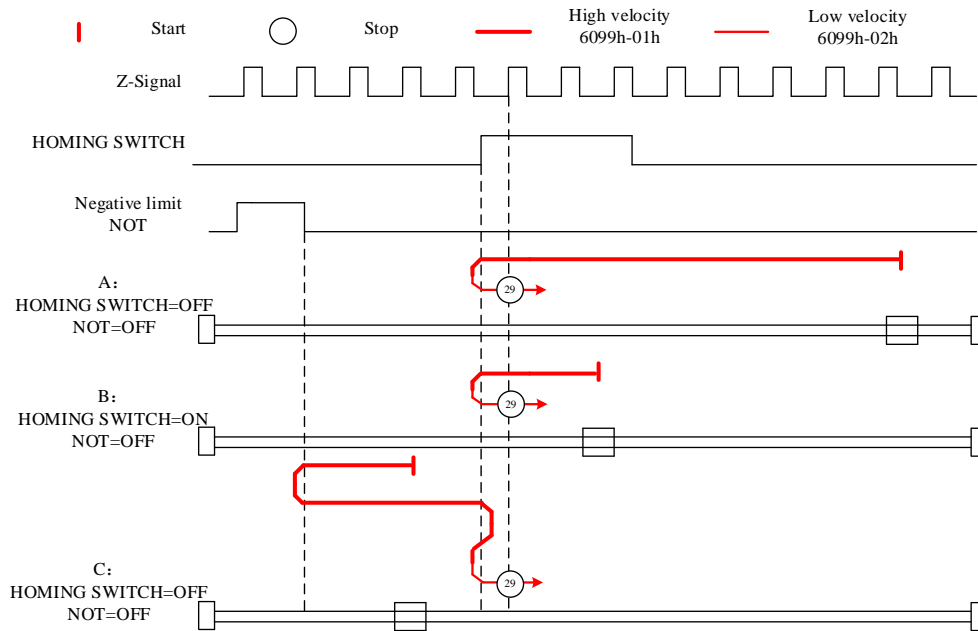 Start
Stop
High velocity
6099h-01h
Low velocity
6099h-02h
Z-Signal
HOMING SWITCH
Negative limit
NOT
A：
HOMING SWITCH=OFF
NOT=OFF
29
B：
HOMING SWITCH=ON
NOT=OFF
29
C：
HOMING SWITCH=OFF
NOT=OFF
29